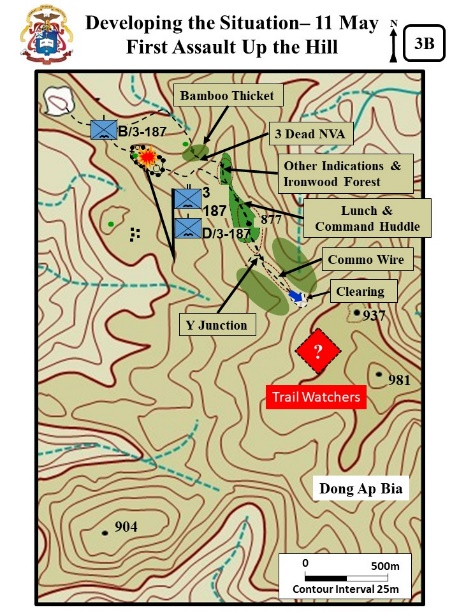 Developing the Situation– 11 May
First Assault Up the Hill
N
3B
Bamboo Thicket
B/3-187
3 Dead NVA
Other Indications &
Ironwood Forest
3
187
Lunch &
Command Huddle
877
D/3-187
Commo Wire
Clearing
Y Junction
937
?
981
Trail Watchers
Dong Ap Bia
904
0 500m
Contour Interval 25m